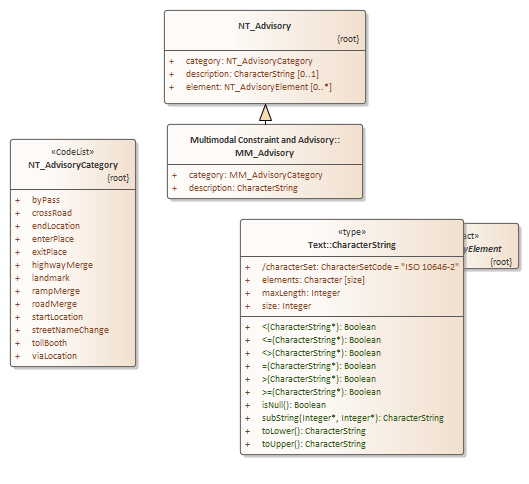 NT_Advisory
{root}
+ category: NT_AdvisoryCategory
+ description: CharacterString [0..1]
+ element: NT_AdvisoryElement [0..*]
Multimodal Constraint and Advisory::
MM_Advisory
+ category: MM_AdvisoryCategory
+ description: CharacterString
«CodeList»
NT_AdvisoryCategory
{root}
+ byPass
+ crossRoad
+ endLocation
+ enterPlace
+ exitPlace
+ highwayMerge
+ landmark
+ rampMerge
+ roadMerge
+ startLocation
+ streetNameChange
+ tollBooth
+ viaLocation
«type»
Text::CharacterString
+ /characterSet: CharacterSetCode = "ISO 10646-2"
+ elements: Character [size]
+ maxLength: Integer
+ size: Integer
+ <(CharacterString*): Boolean
+ <=(CharacterString*): Boolean
+ <>(CharacterString*): Boolean
+ =(CharacterString*): Boolean
+ >(CharacterString*): Boolean
+ >=(CharacterString*): Boolean
+ isNull(): Boolean
+ subString(Integer*, Integer*): CharacterString
+ toLower(): CharacterString
+ toUpper(): CharacterString
act»
yElement
{root}